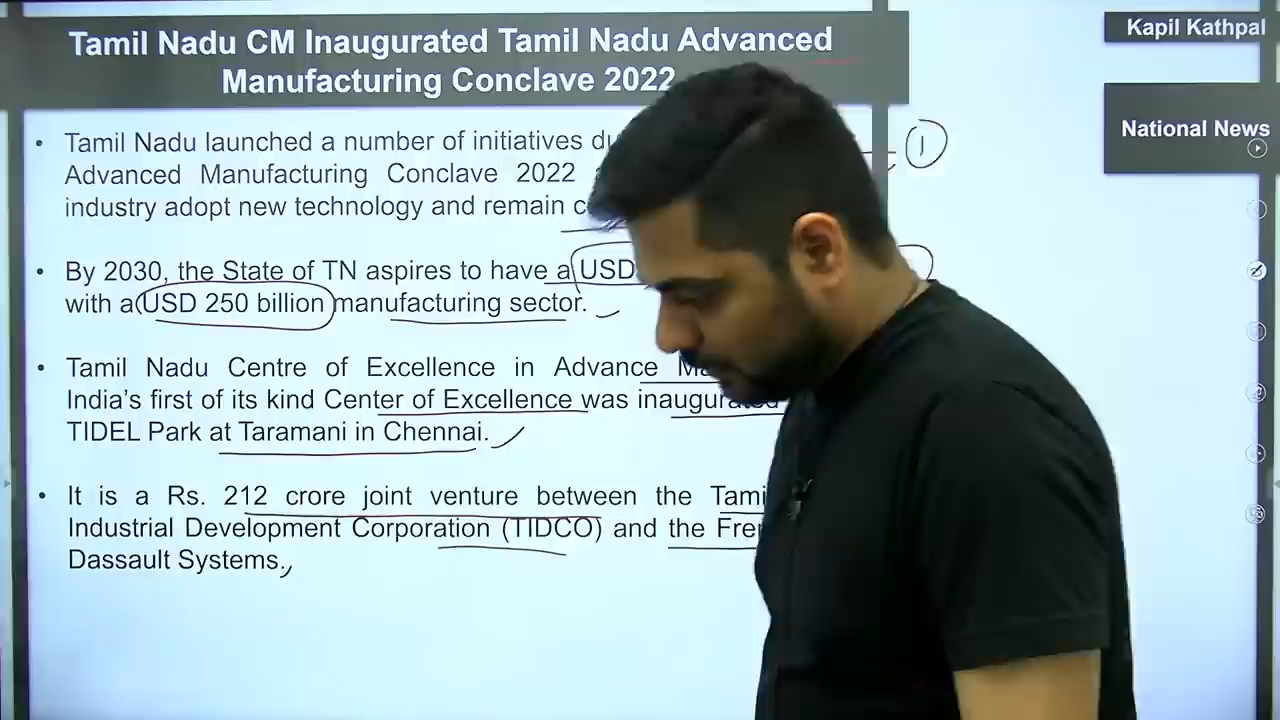 Tamil Nadu CM Inaugurated Tamil Nadu Advanced
Manufacturing Conclave 2022
Kapil Kathpal
National News
• Tamil Nadu launched a number of initiatives
Advanced Manufacturing Conclave 2022
industry adopt new technology and remain
1
• By 2030, the State of TN aspires to have a USD
with a USD 250 billion manufacturing sector.
• Tamil Nadu Centre of Excellence in Advance
India's first of its kind Center of Excellence was inaugurated
TIDEL Park at Taramani in Chennai.
• It is a Rs. 212 crore joint venture between the
Industrial Development Corporation (TIDCO) and the
Dassault Systems.